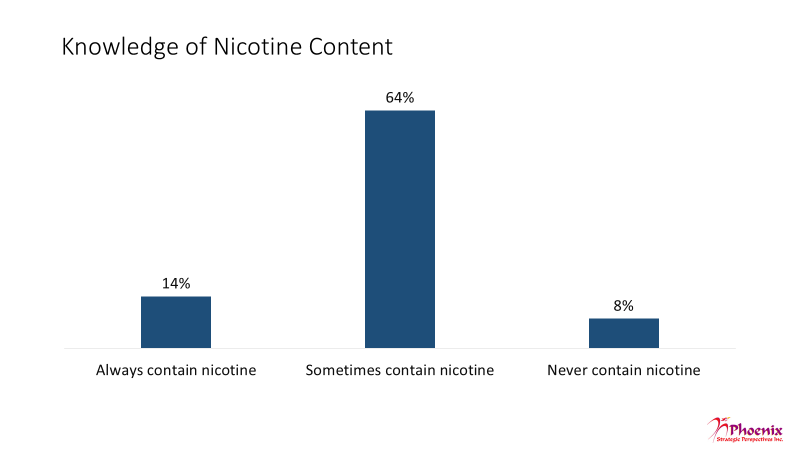 Knowledge of Nicotine Content
64%
14%
8%
Always contain nicotine
Sometimes contain nicotine
Never contain nicotine
Phoenix
Strategic Perspectives Inc.